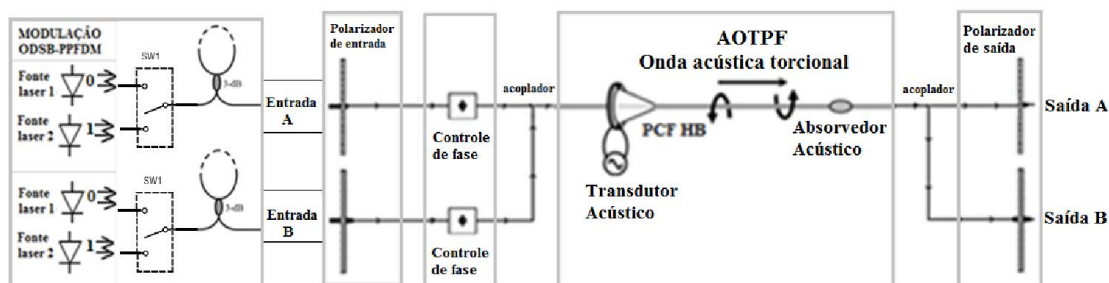 MODULAÇÃO
ODSB-PPFDM
SW1
Fonte
laser 1
0
3-dB
Fonte
laser 2
1
Entrada
A
Fonte
laser 1
0
SW1
3-dB
Fonte
laser 2
1
Entrada
B
Polarizador
de entrada
Controle
de fase
Controle
de fase
acoplador
AOTPF
Onda acústica torcional
PCF HB
Transdutor
Acústico
Absorvedor
Acústico
acoplador
Polarizador
de saída
Saída A
Saída B